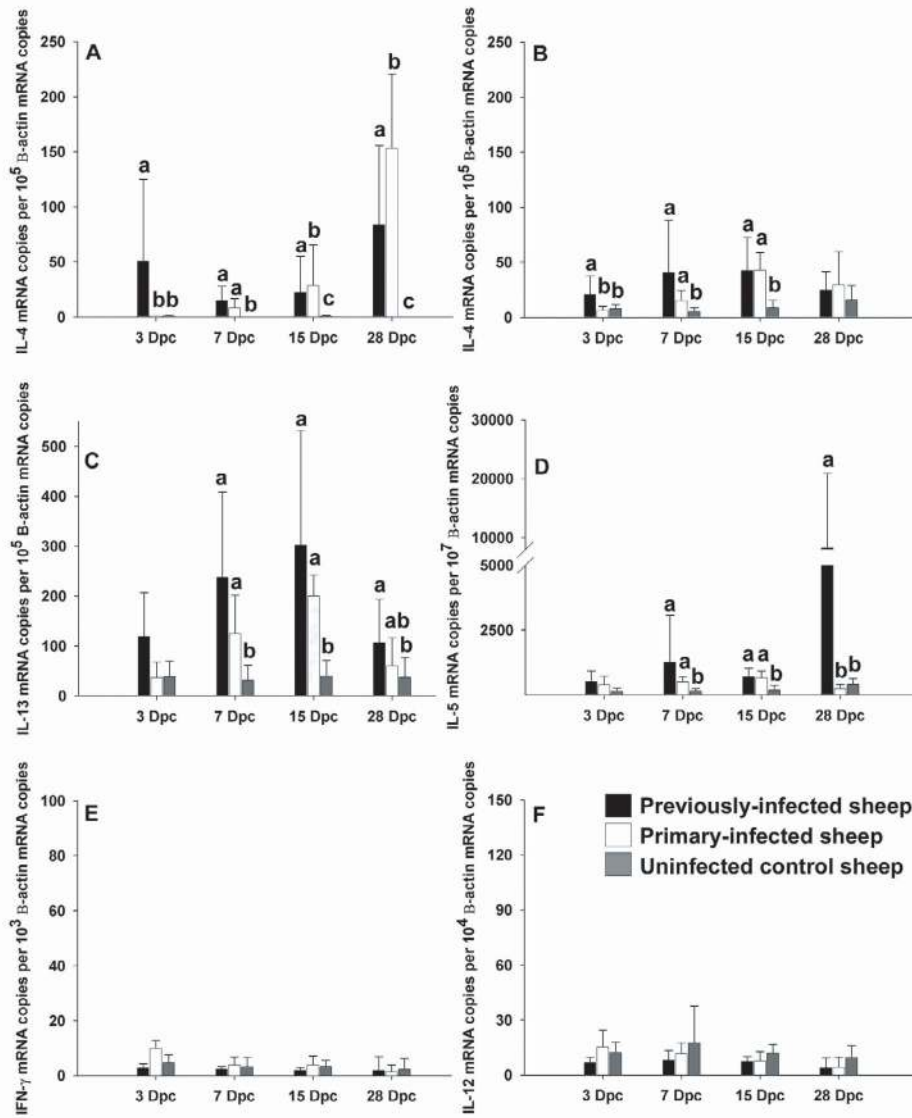 A
IL-4 mRNA copies per 10⁵ Β-actin mRNA copies
250
200
150
100
50
0
a
bb
a
a
b
a
b
c
a
b
c
3 Dpc 7 Dpc 15 Dpc 28 Dpc
B
IL-4 mRNA copies per 10⁵ Β-actin mRNA copies
250
200
150
100
50
0
a
b b
a
a
b
a a
b
3 Dpc 7 Dpc 15 Dpc 28 Dpc
C
IL-13 mRNA copies per 10⁵ Β-actin mRNA copies
500
400
300
200
100
0
a
a
b
a
a
b
a
ab
b
3 Dpc 7 Dpc 15 Dpc 28 Dpc
D
IL-5 mRNA copies per 10⁷ Β-actin mRNA copies
30000
20000
10000
5000
2500
a
a
b
a a
b
a
b b
3 Dpc 7 Dpc 15 Dpc 28 Dpc
E
IFN-γ mRNA copies per 10³ Β-actin mRNA copies
100
80
60
40
20
0
3 Dpc 7 Dpc 15 Dpc 28 Dpc
F
IL-12 mRNA copies per 10⁴ Β-actin mRNA copies
150
120
90
60
30
0
Previously-infected sheep
Primary-infected sheep
Uninfected control sheep
3 Dpc 7 Dpc 15 Dpc 28 Dpc